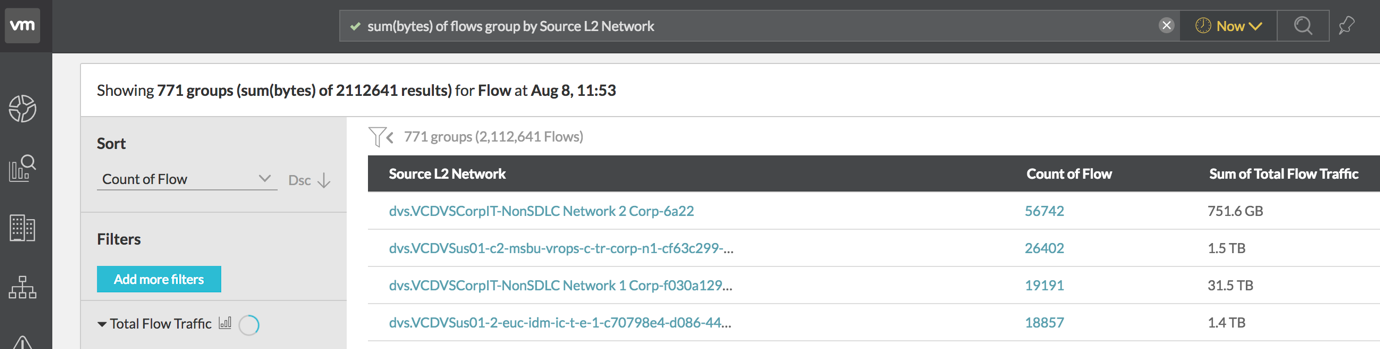 vm
sum(bytes) of flows group by Source L2 Network
Now
Showing 771 groups (sum(bytes) of 2112641 results) for Flow at Aug 8, 11:53
Sort
Count of Flow
Dsc
Filters
Add more filters
Total Flow Traffic
771 groups (2,112,641 Flows)
Source L2 Network Count of Flow Sum of Total Flow Traffic
dvs.VCDVSCorpIT-NonSDLC Network 2 Corp-6a22 56742 751.6 GB
dvs.VCDVSus01-c2-msbu-vrops-c-tr-corp-n1-cf63c299-... 26402 1.5 TB
dvs.VCDVSCorpIT-NonSDLC Network 1 Corp-f030a129... 19191 31.5 TB
dvs.VCDVSus01-2-euc-idm-ic-t-e-1-c70798e4-d086-44... 18857 1.4 TB